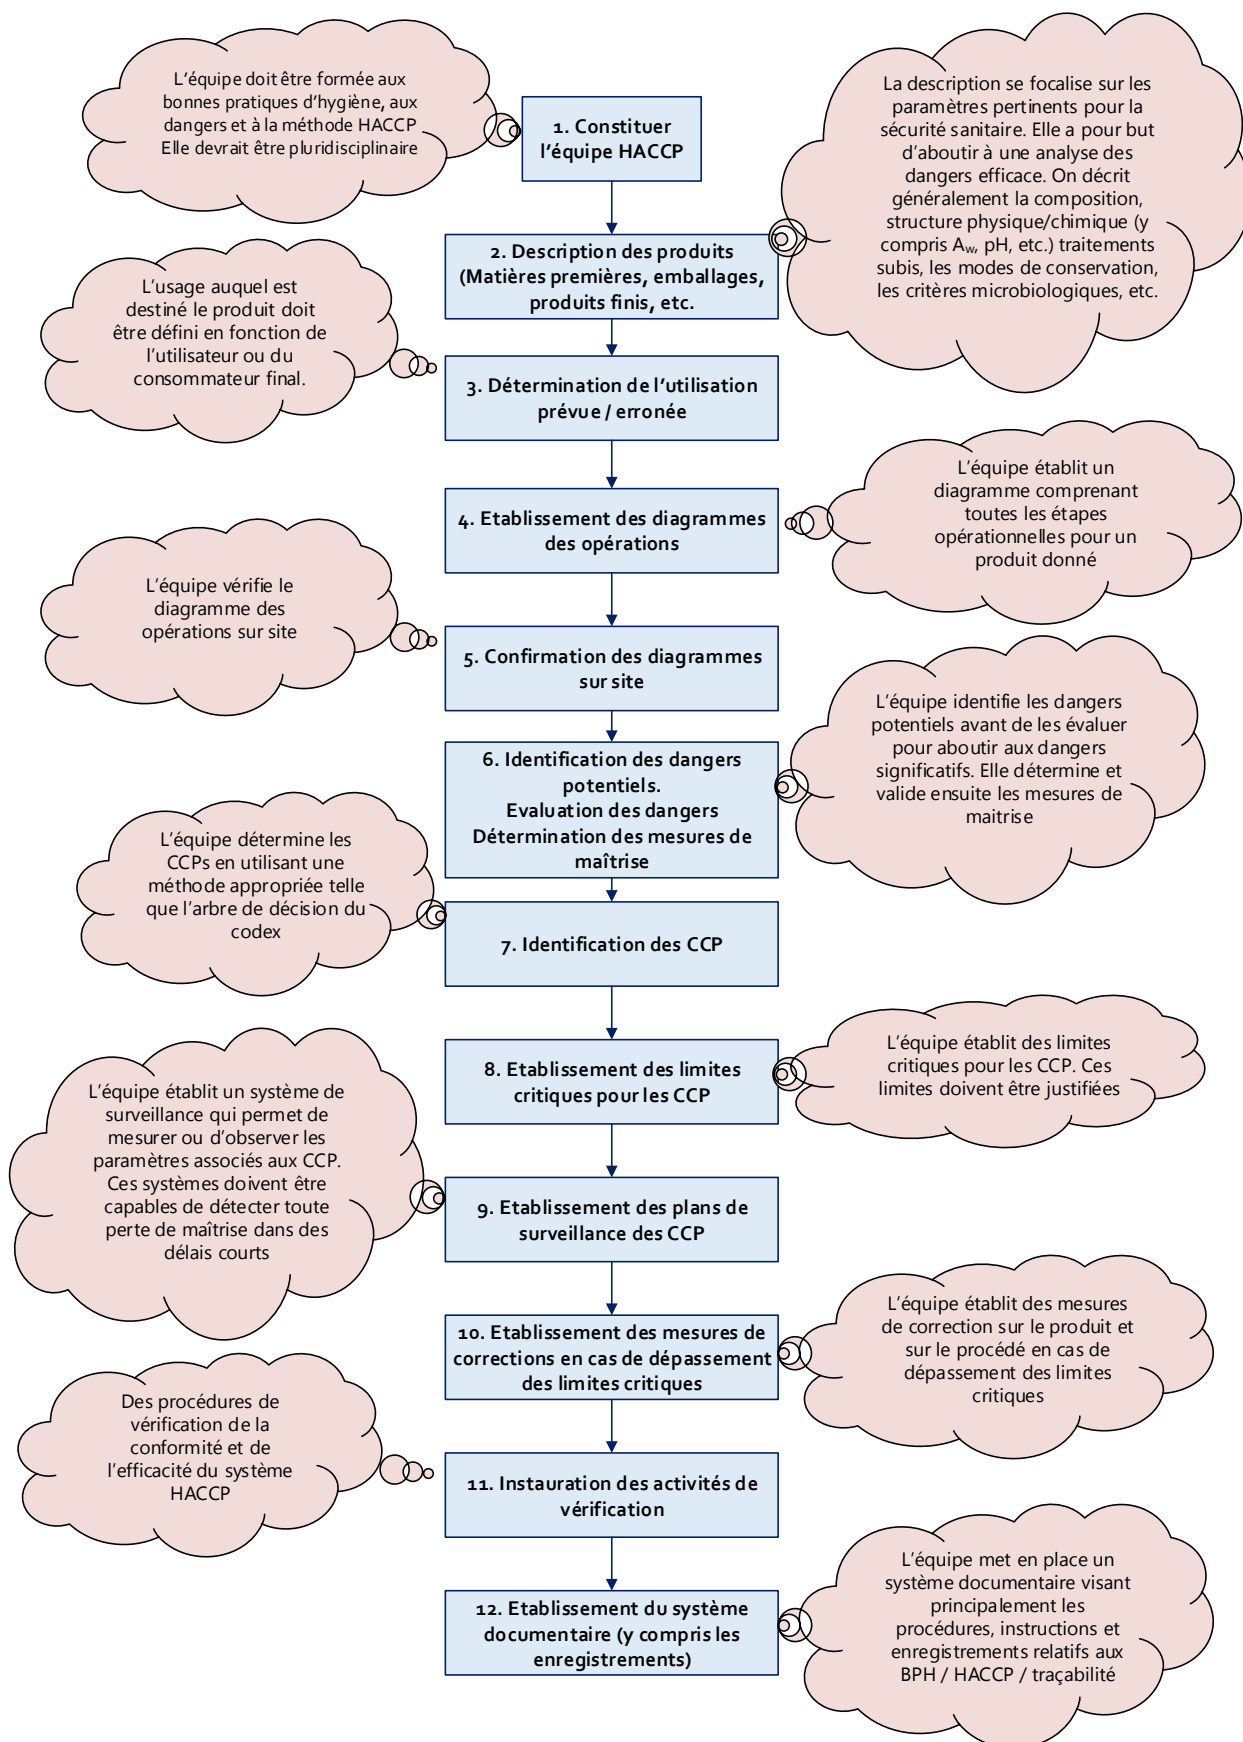 L'équipe doit être formée aux
bonnes pratiques d'hygiène, aux
dangers et à la méthode HACCP
Elle devrait être pluridisciplinaire
1. Constituer
l'équipe HACCP
La description se focalise sur les
paramètres pertinents pour la
sécurité sanitaire. Elle a pour but
d'aboutir à une analyse des
dangers efficace. On décrit
généralement la composition,
structure physique/chimique (y
compris Aw, pH, etc.) traitements
subis, les modes de conservation,
les critères microbiologiques, etc.
2. Description des produits
(Matières premières, emballages,
produits finis, etc.
L'usage auquel est
destiné le produit doit
être défini en fonction de
l'utilisateur ou du
consommateur final.
3. Détermination de l'utilisation
prévue / erronée
L'équipe établit un
diagramme comprenant
toutes les étapes
opérationnelles pour un
produit donné
4. Etablissement des diagrammes
des opérations
L'équipe vérifie le
diagramme des
opérations sur site
5. Confirmation des diagrammes
sur site
L'équipe identifie les dangers
potentiels avant de les évaluer
pour aboutir aux dangers
significatifs. Elle détermine et
valide ensuite les mesures de
maitrise
6. Identification des dangers
potentiels.
Evaluation des dangers
Détermination des mesures de
maîtrise
L'équipe détermine les
CCPs en utilisant une
méthode appropriée telle
que l'arbre de décision du
codex
7. Identification des CCP
L'équipe établit des limites
critiques pour les CCP. Ces
limites doivent être justifiées
8. Etablissement des limites
critiques pour les CCP
L'équipe établit un système de
surveillance qui permet de
mesurer ou d'observer les
paramètres associés aux CCP.
Ces systèmes doivent être
capables de détecter toute
perte de maîtrise dans des
délais courts
9. Etablissement des plans de
surveillance des CCP
L'équipe établit des mesures
de correction sur le produit et
sur le procédé en cas de
dépassement des limites
critiques
10. Etablissement des mesures de
corrections en cas de dépassement
des limites critiques
Des procédures de
vérification de la
conformité et de
l'efficacité du système
HACCP
11. Instauration des activités de
vérification
L'équipe met en place un
système documentaire visant
principalement les
procédures, instructions et
enregistrements relatifs aux
BPH / HACCP / traçabilité
12. Etablissement du système
documentaire (y compris les
enregistrements)